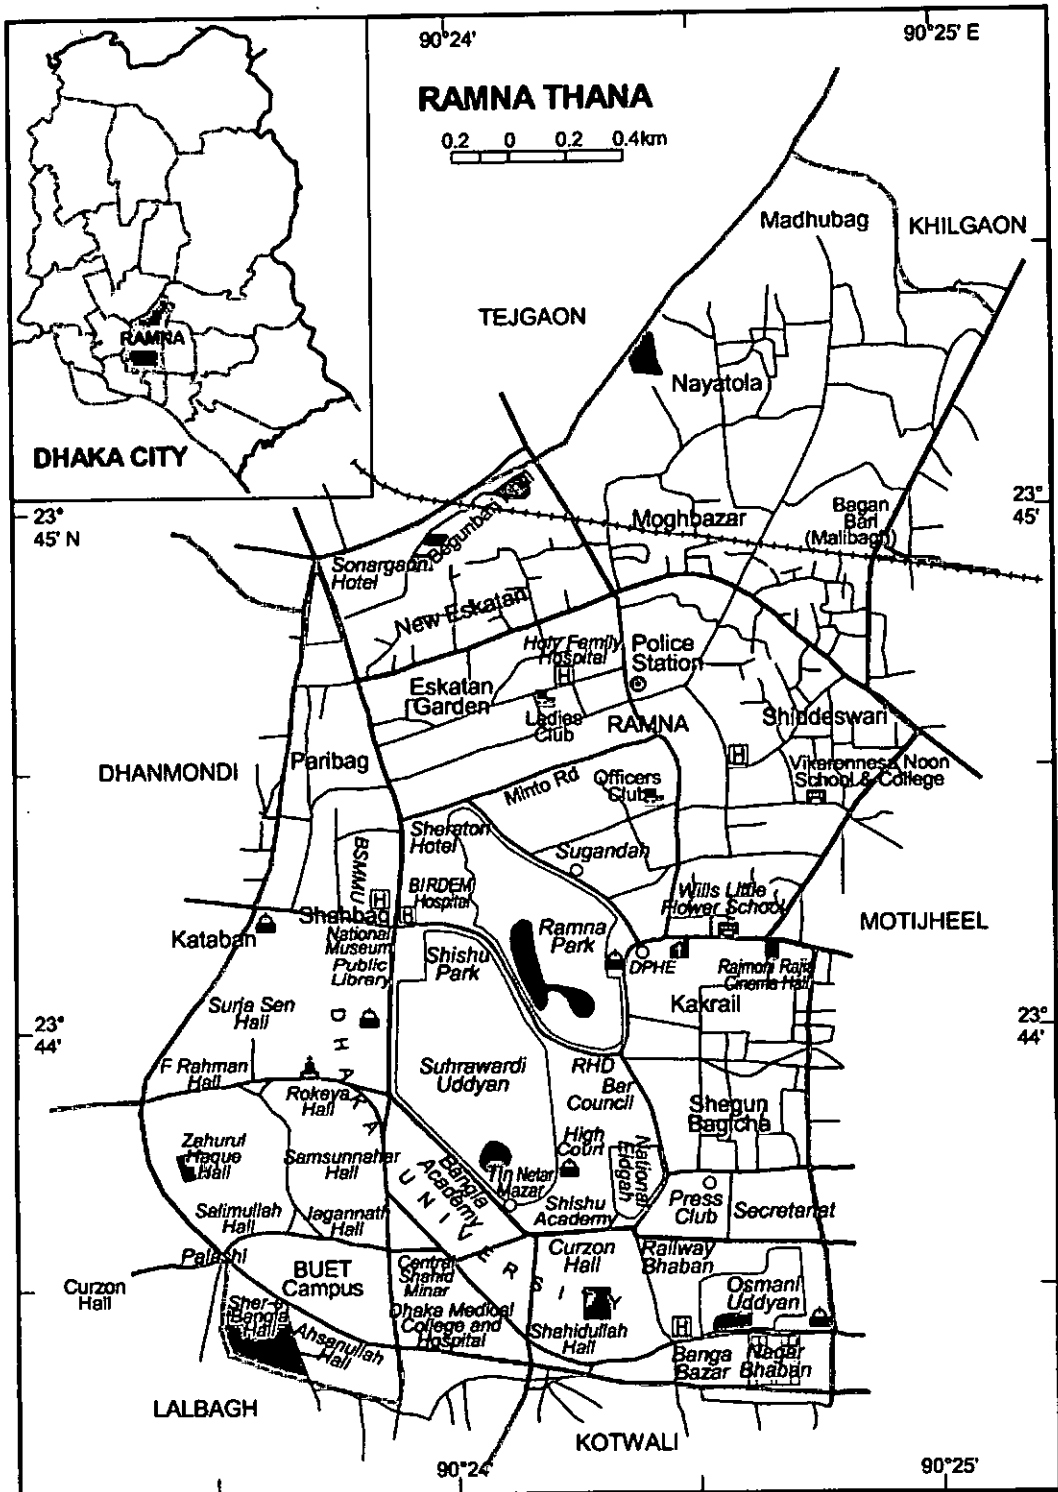 90°24'
90°25' E
RAMNA THANA
0.2 0 0.2 0.4km
Madhubag
KHILGAON
TEJGAON
RAMNA
Nayatola
DHAKA CITY
23°
45' N
23°
45'
Begunbari Khal
Moghbazar
Bagan
Bari
(Malibagh)
Sonargaon
Hotel
New Eskatan
Holy Family
Hospital
H
Police
Station
Eskatan
Garden
Ladies
Club
RAMNA
Shiddeswari
H
DHANMONDI
Paribag
Minto Rd
Officers
Club
Vikaronnesa Noon
School & College
Sheraton
Hotel
Sugandah
BSMMU
H
BIRDEM
Hospital
Wills Little
Flower School
Shahbag
H
MOTIJHEEL
Kataban
National
Museum
Public
Library
Shishu
Park
Ramna
Park
DPHE
Rajmoni Rajia
Cinema Hall
Kakrail
Surja Sen
Hall
23°
44'
23°
44'
DHAKA UNIVERSITY
F Rahman
Hall
Rokeya
Hall
Suhrawardi
Uddyan
RHD
Bar
Council
Shegun
Bagicha
Zahurul
Haque
Hall
Samsunnahar
Hall
Bangla
Academy
High
Court
National
Eidgah
Tin Netar
Mazar
Salimullah
Hall
Jagannath
Hall
Shishu
Academy
Press
Club
Secretariat
Palashi
BUET
Campus
Central
Shahid
Minar
Curzon
Hall
Railway
Bhaban
Curzon
Hall
Osmani
Uddyan
Sher-e
Bangla
Hall
Ahsanullah
Hall
Dhaka Medical
College and
Hospital
Shahidullah
Hall
H
Banga
Bazar
Nagar
Bhaban
LALBAGH
KOTWALI
90°24'
90°25'